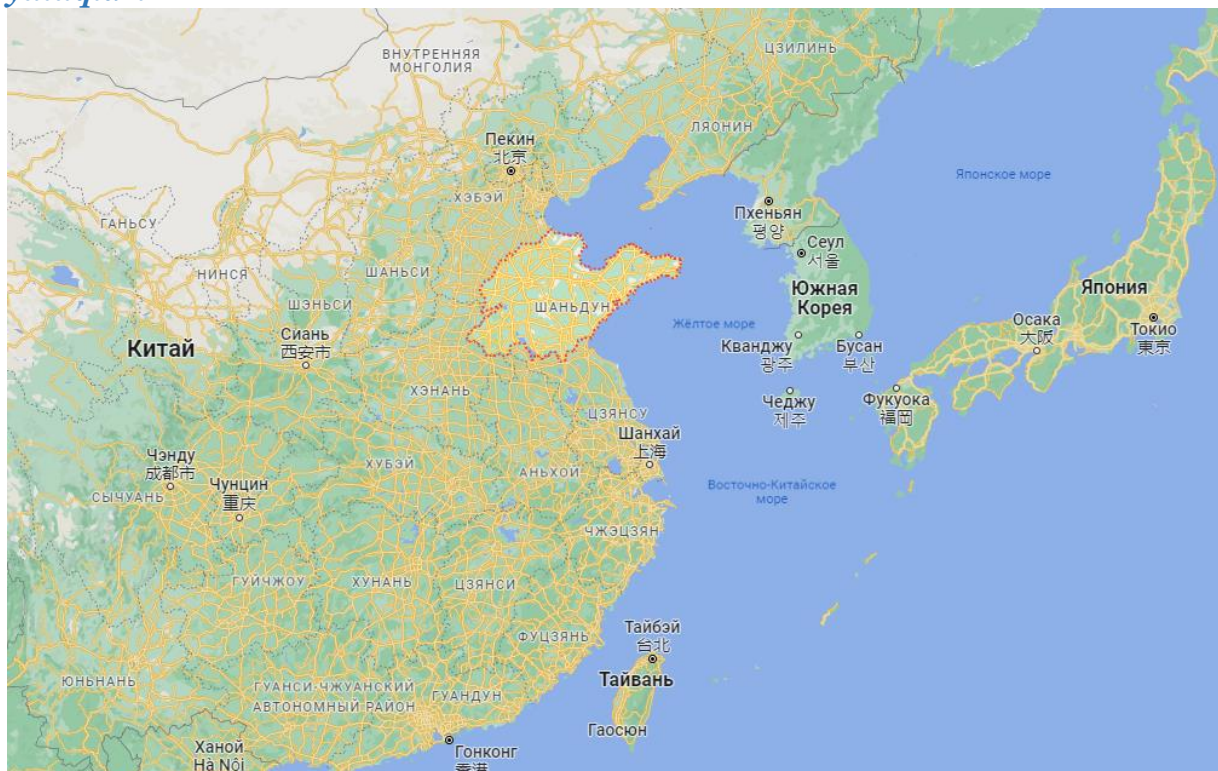 ВНУТРЕННЯЯ
МОНГОЛИЯ
ЦЗИЛИНЬ
ЛЯОНИН
Пекин
北京
ХЭБЭЙ
Японское море
Пхеньян
평양
ГАНЬСУ
Сеул
서울
НИНСЯ
ШАНЬСИ
ШЭНЬСИ
ШАНЬДУН
Южная
Корея
Япония
Жёлтое море
Осака
大阪
Токио
東京
Сиань
西安市
Китай
Кванджу
광주
Бусан
부산
ХЭНАНЬ
Чеджу
제주
Фукуока
福岡
ЦЗЯНСУ
Шанхай
上海
Чэнду
成都市
ХУБЭЙ
АНЬХОЙ
СЫЧУАНЬ
Чунцин
重庆
Восточно-Китайское
море
ЧЖЭЦЗЯН
ГУЙЧЖОУ
ХУНАНЬ
ЦЗЯНСИ
ФУЦЗЯНЬ
Тайбэй
台北
Тайвань
ЮНЬНАНЬ
ГУАНСИ-ЧЖУАНСКИЙ
АВТОНОМНЫЙ РАЙОН
ГУАНДУН
Гаосюн
Ханой
Hà Nội
Гонконг
香港